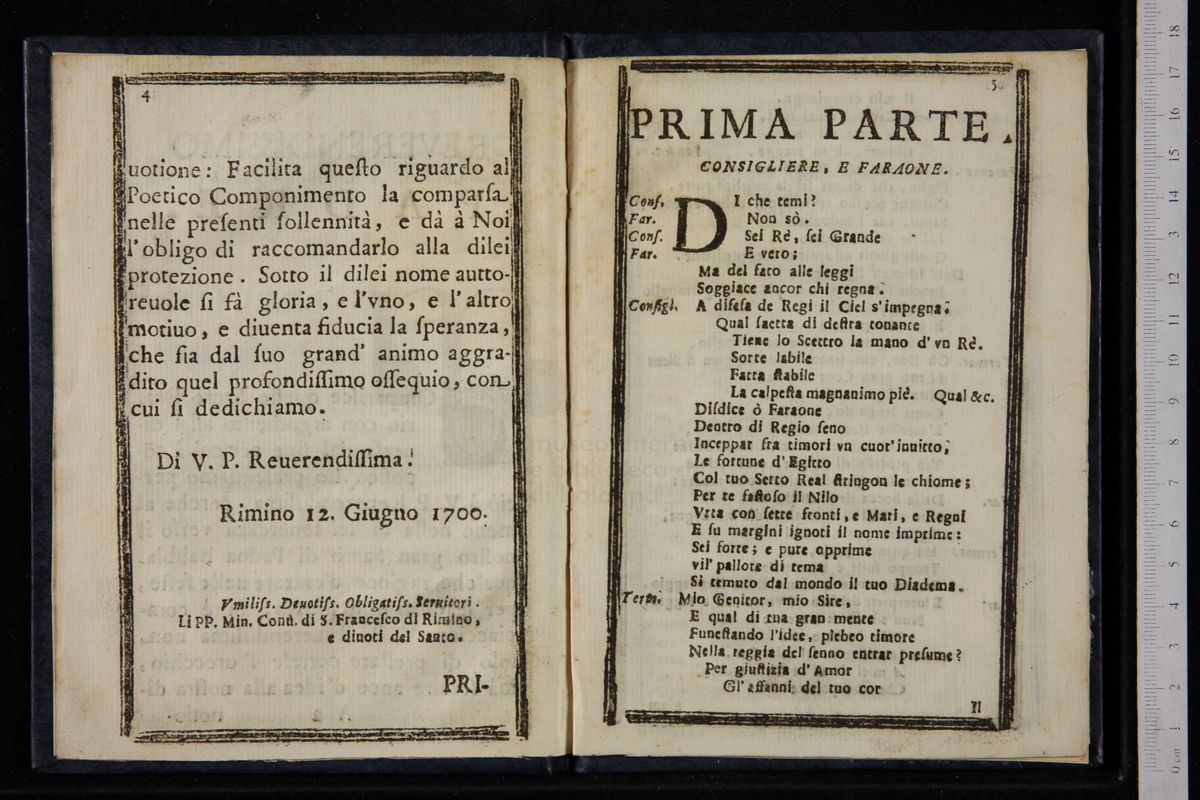 4
uotione: Facilita queſto riguardo al
Poetico Componimento la comparſa
nelle preſenti ſollennità, e dà à Noi
l'obligo di raccomandarlo alla dilei
protezione. Sotto il dilei nome autto-
reuole ſi fà gloria, e l'vno, e l'altro
motiuo, e diuenta fiducia la ſperanza,
che ſia dal ſuo grand' animo aggra-
dito quel profondiſſimo oſſequio, con
cui ſi dedichiamo.
Di V. P. Reuerendiſſima.
Rimino 12. Giugno 1700.
Vmiliſs. Deuotiſs. Obligatiſs. Seruitori.
Li PP. Min. Conu. di S. Franceſco di Rimino,
e diuoti del Santo.
PRI-
5
PRIMA PARTE.
CONSIGLIERE, E FARAONE.
Conſ. DI che temi?
Far. Non sò.
Conſ. Sei Rè, ſei Grande
Far. E vero;
Ma del fato alle leggi
Soggiace ancor chi regna.
Conſigl. A difeſa de Regi il Ciel s'impegna;
Qual ſaetta di deſtra tonante
Tiene lo Scettro la mano d'vn Rè.
Sorte labile
Fatta ſtabile
La calpeſta magnanimo piè. Qual &c.
Diſdice ò Faraone
Dentro di Regio ſeno
Inceppar fra timori vn cuor'inuitto;
Le fortune d'Egitto
Col tuo Serto Real ſtringon le chiome;
Per te faſtoſo il Nilo
Vrta con ſette fronti, e Mari, e Regni
E ſu margini ignoti il nome imprime:
Sei forte; e pure opprime
vil' pallore di tema
Sì temuto dal mondo il tuo Diadema.
Term. Mio Genitor, mio Sire,
E qual di tua gran mente
Funeſtando l'idee, plebeo timore
Nella reggia del ſenno entrar preſume?
Per giuſtizia d'Amor
Gl'affanni del tuo cor
II